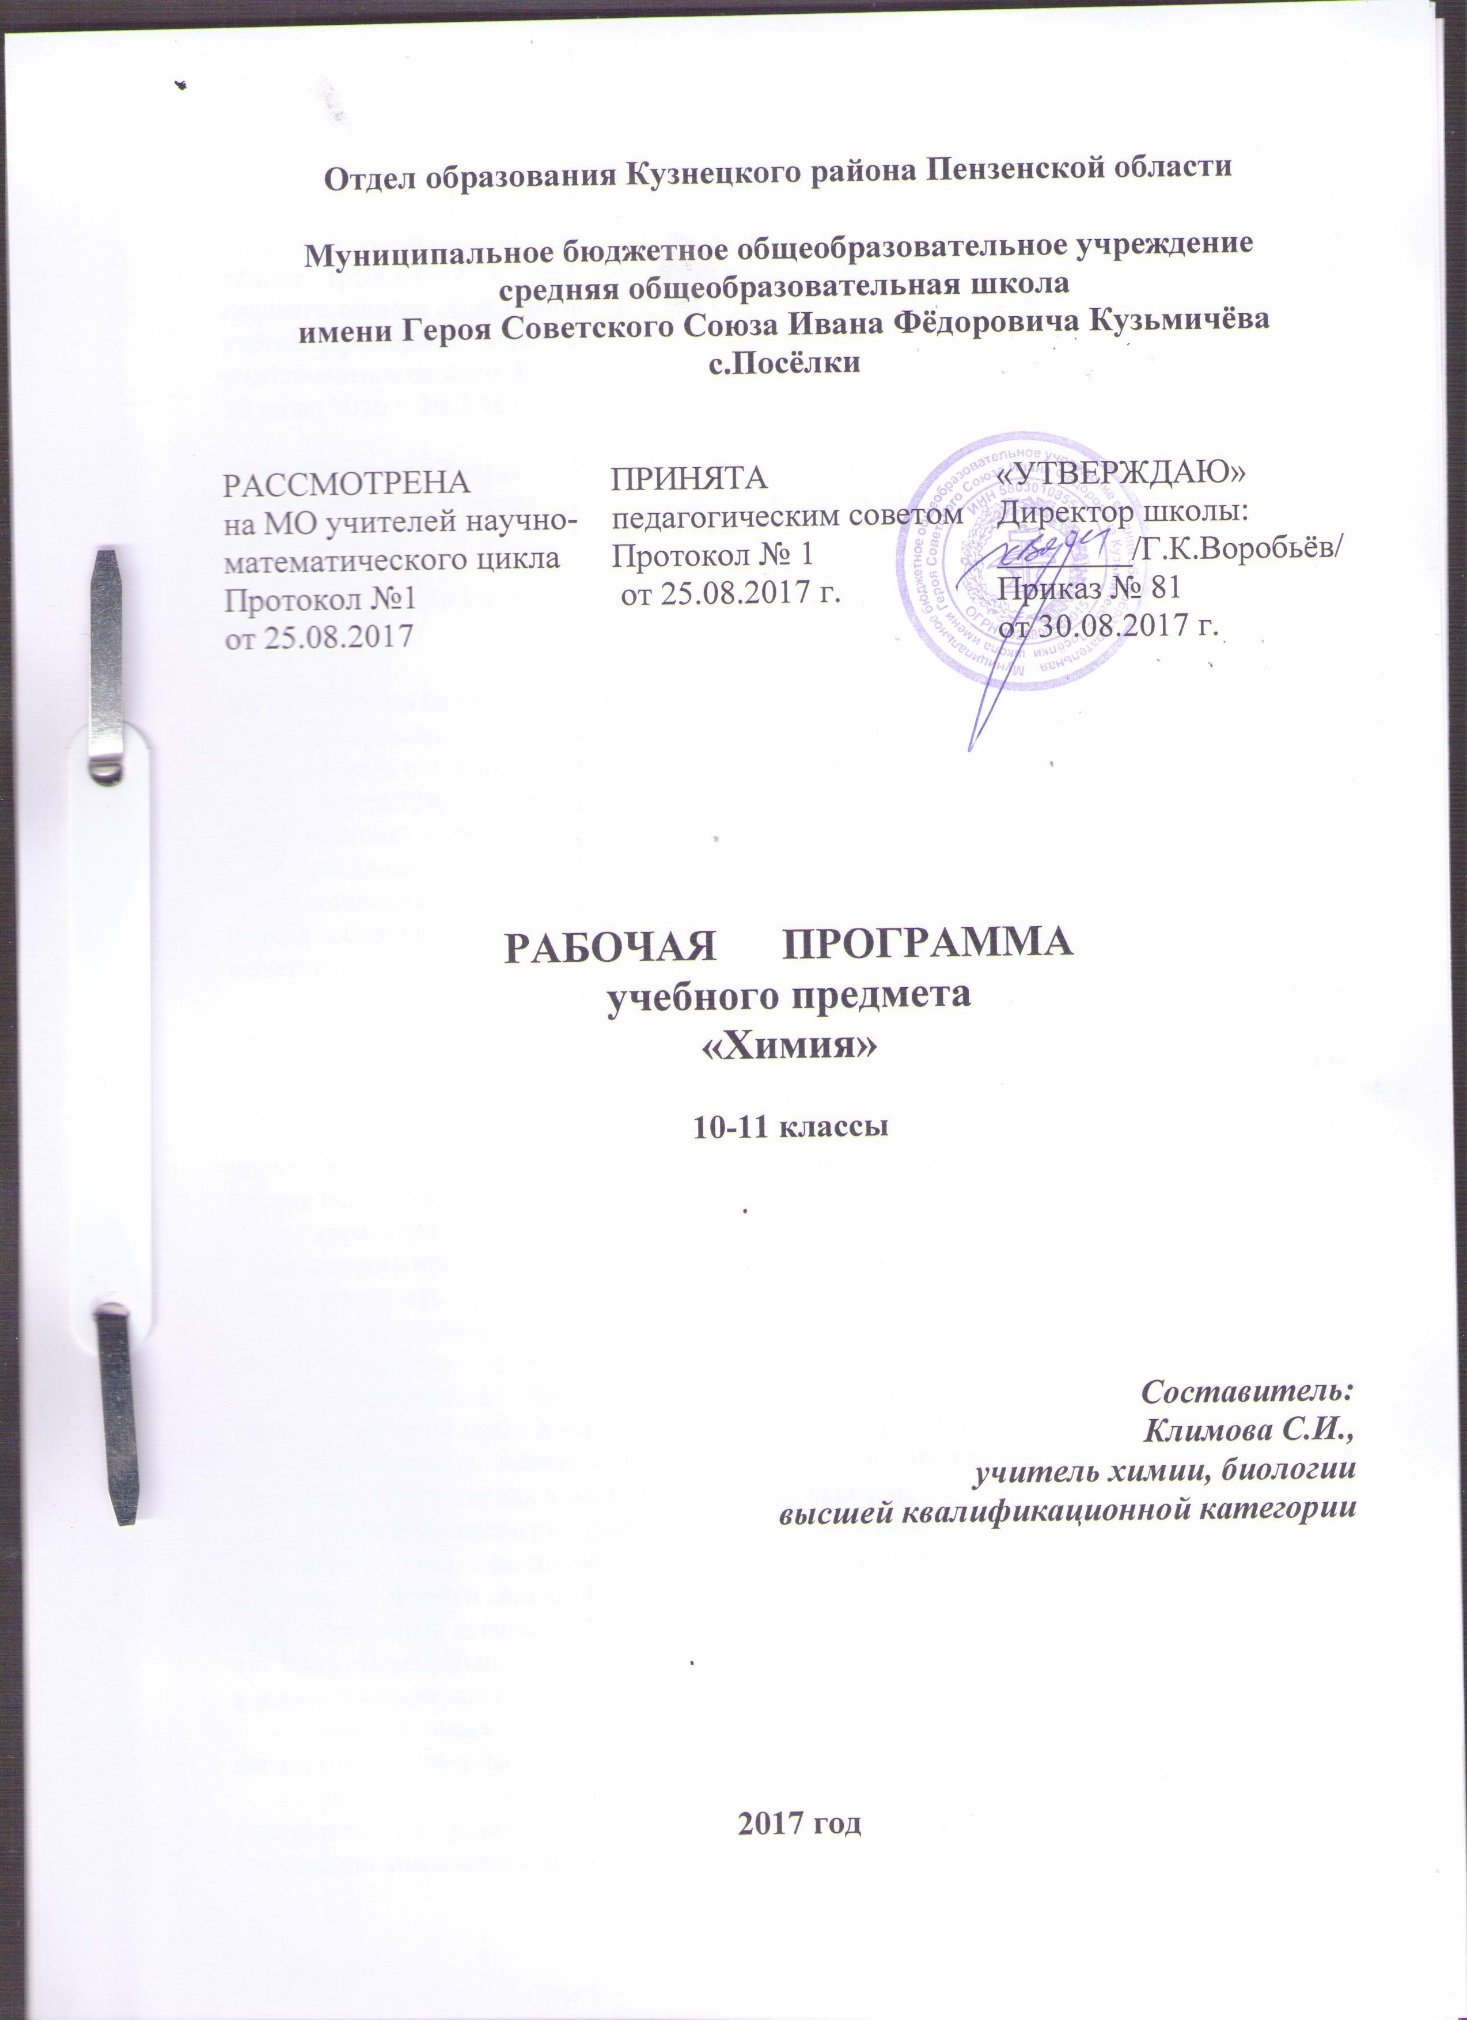 Отдел образования Кузнецкого района Пензенской области
Муниципальное бюджетное общеобразовательное учреждение
средняя общеобразовательная школа
имени Героя Советского Союза Ивана Фёдоровича Кузьмичёва
с.Посёлки
РАССМОТРЕНА
на МО учителей научно-
математического цикла
Протокол №1
от 25.08.2017
ПРИНЯТА
педагогическим советом
Протокол № 1
от 25.08.2017 г.
«УТВЕРЖДАЮ»
Директор школы:
/Г.К.Воробьёв/
Приказ № 81
от 30.08.2017 г.
РАБОЧАЯ ПРОГРАММА
учебного предмета
«Химия»
10-11 классы
Составитель:
Климова С.И.,
учитель химии, биологии
высшей квалификационной категории
2017 год